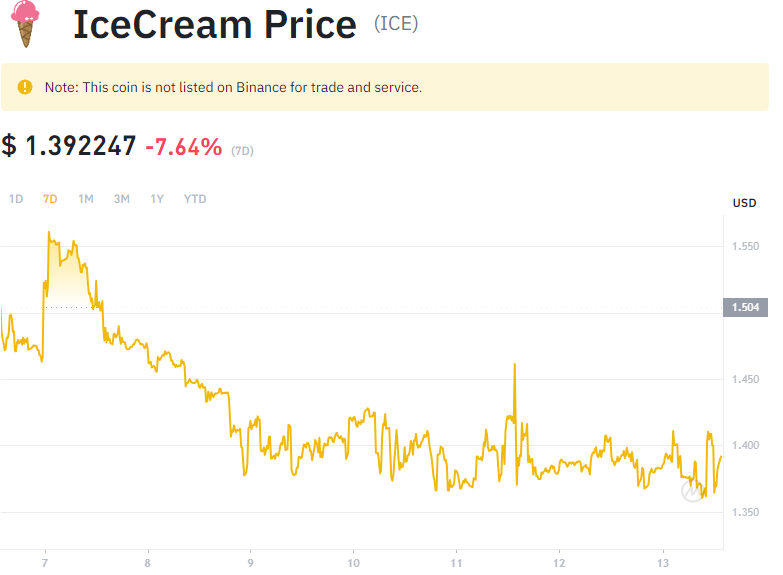 IceCream Price (ICE)
Note: This coin is not listed on Binance for trade and service.
$ 1.392247 -7.64% (7D)
1D 7D 1M 3M 1Y YTD
USD
1.550
1.504
1.450
1.400
1.350
7 8 9 10 11 12 13